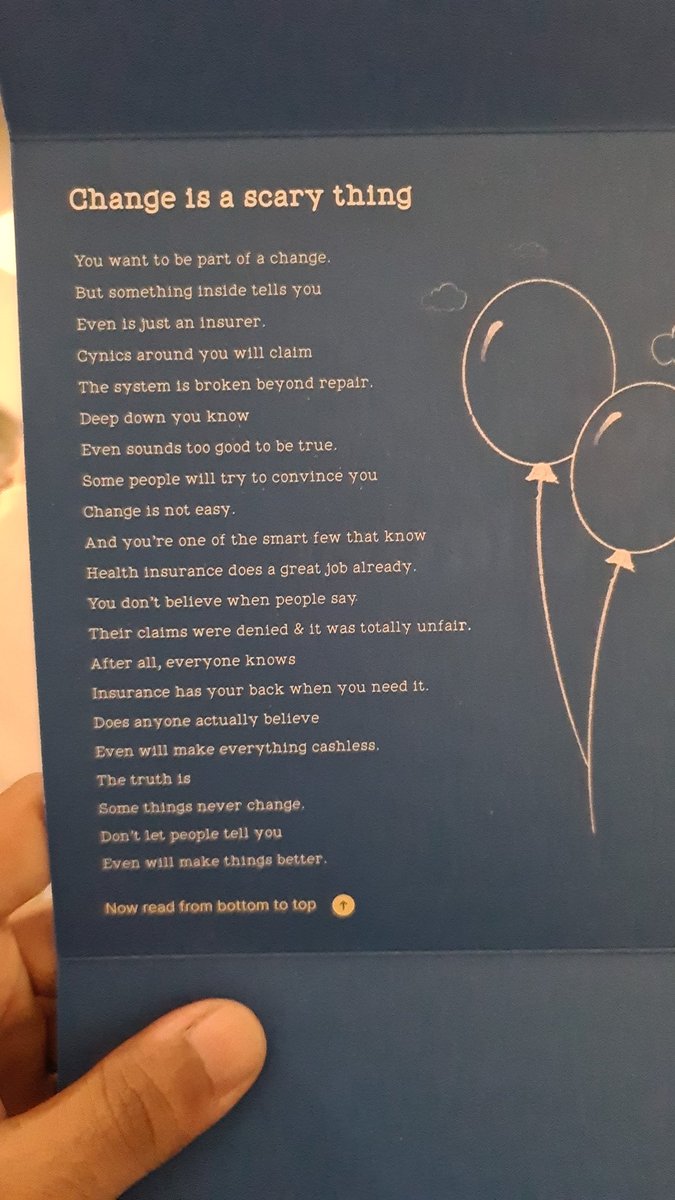 Change is a scary thing
You want to be part of a change.
But something inside tells you
Even is just an insurer.
Cynics around you will claim
The system is broken beyond repair.
Deep down you know
Even sounds too good to be true.
Some people will try to convince you
Change is not easy.
And you're one of the smart few that know
Health insurance does a great job already.
You don't believe when people say
Their claims were denied & it was totally unfair.
After all, everyone knows
Insurance has your back when you need it.
Does anyone actually believe
Even will make everything cashless.
The truth is
Some things never change.
Don't let people tell you
Even will make things better.
Now read from bottom to top